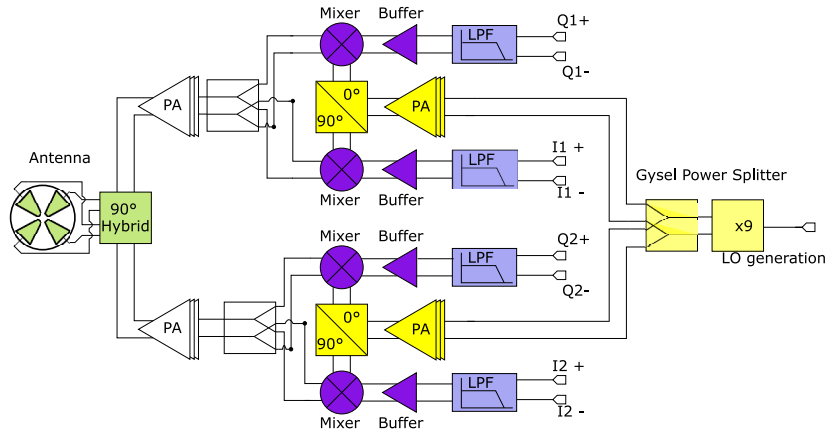 Mixer Buffer
LPF
Q1+
Q1-
PA
0°
90°
PA
I1 +
LPF
I1 -
Mixer Buffer
Antenna
90°
Hybrid
Gysel Power Splitter
x9
LO generation
Mixer Buffer
LPF
Q2+
Q2-
PA
0°
90°
PA
I2 +
LPF
I2 -
Mixer Buffer